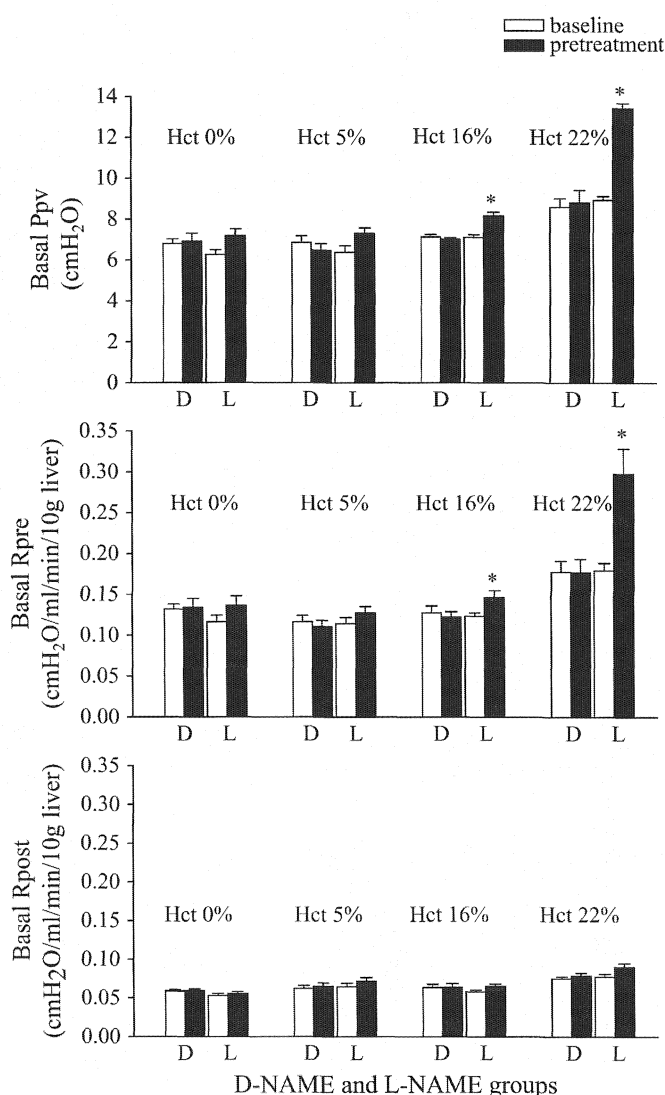 baseline
pretreatment
Basal Ppv
(cmH₂O)
14
12
10
8
6
4
2
0
Hct 0%
Hct 5%
Hct 16%
Hct 22%
*
*
D L D L D L D L
Basal Rpre
(cmH₂O/ml/min/10g liver)
0.35
0.30
0.25
0.20
0.15
0.10
0.05
0.00
Hct 0%
Hct 5%
Hct 16%
Hct 22%
*
*
D L D L D L D L
Basal Rpost
(cmH₂O/ml/min/10g liver)
0.35
0.30
0.25
0.20
0.15
0.10
0.05
0.00
Hct 0%
Hct 5%
Hct 16%
Hct 22%
D L D L D L D L
D-NAME and L-NAME groups